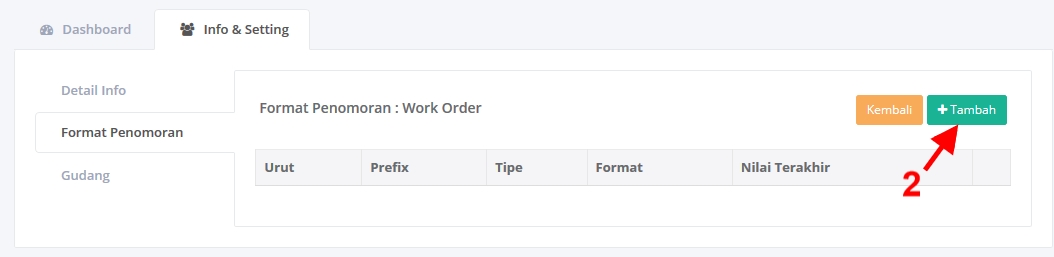 Dashboard
Info & Setting
Detail Info
Format Penomoran
Gudang
Format Penomoran : Work Order
Kembali
+ Tambah
Urut Prefix Tipe Format Nilai Terakhir
2